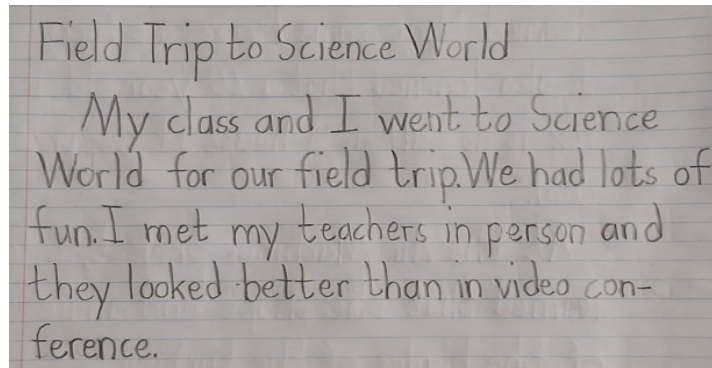 Field Trip to Science World
My class and I went to Science
World for our field trip. We had lots of
fun. I met my teachers in person and
they looked better than in video con-
ference.